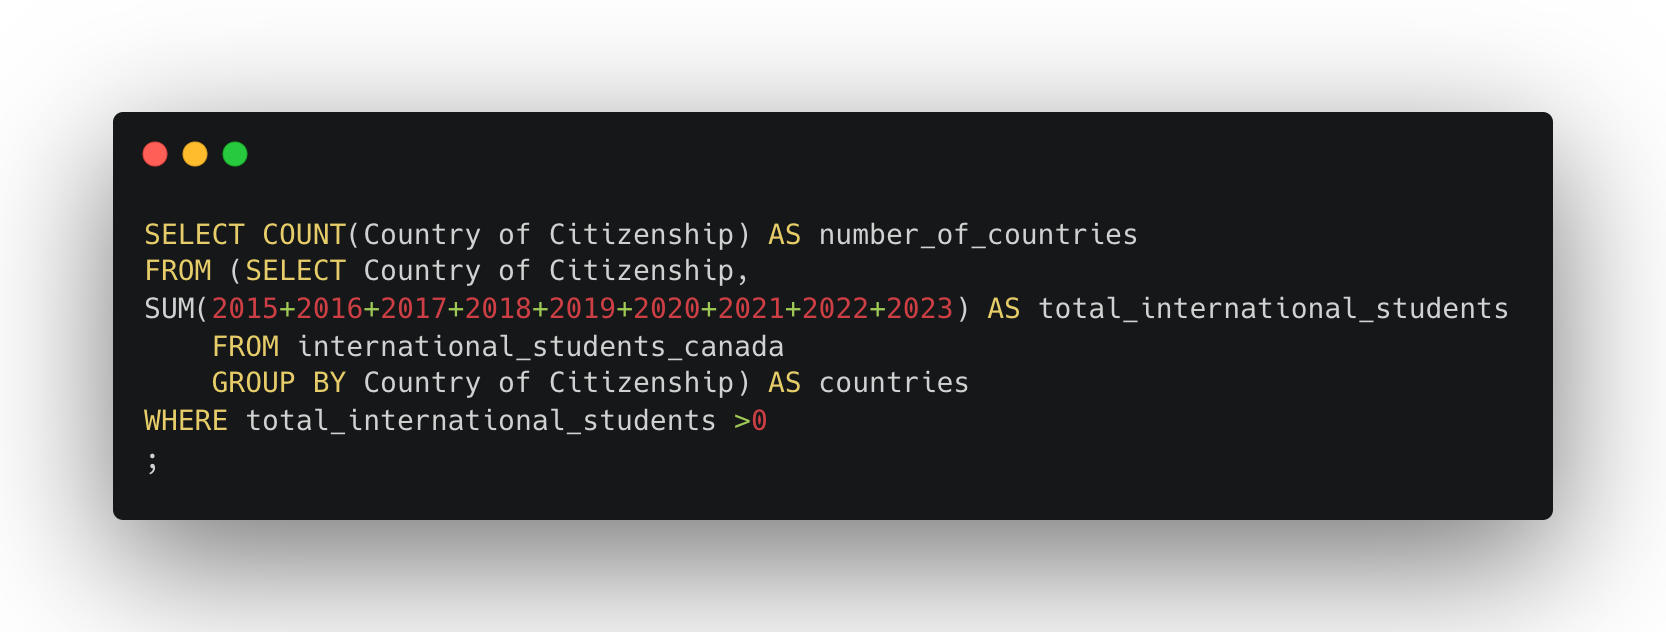 SELECT COUNT(Country of Citizenship) AS number_of_countries
FROM (SELECT Country of Citizenship,
SUM(2015+2016+2017+2018+2019+2020+2021+2022+2023) AS total_international_students
    FROM international_students_canada
    GROUP BY Country of Citizenship) AS countries
WHERE total_international_students >0
;